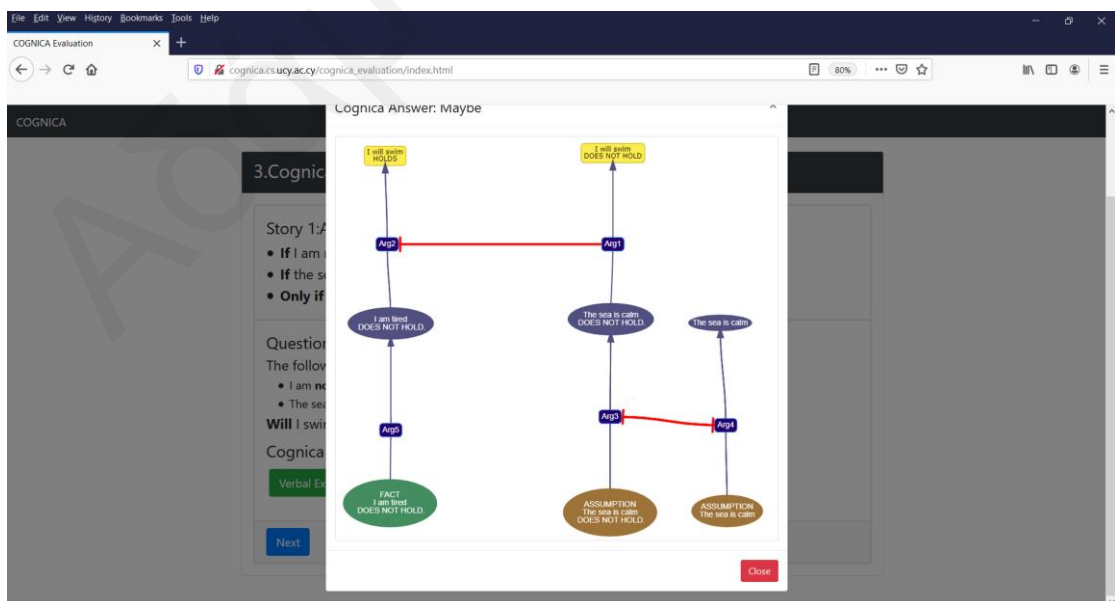 File Edit View History Bookmarks Tools Help
COGNICA Evaluation
cognica.cs.ucy.ac.cy/cognica_evaluation/index.html
80%
COGNICA
Cognica Answer: Maybe
3.Cognic
Story 1:A
• If I am
• If the s
• Only if
Question
The follow
• I am no
• The sea
Will I swim
Cognica
Verbal Ex
Next
I will swim
HOLDS
I will swim
DOES NOT HOLD
Arg2
Arg1
I am tired
DOES NOT HOLD.
The sea is calm
DOES NOT HOLD.
The sea is calm
Arg5
Arg3
Arg4
FACT
I am tired
DOES NOT HOLD.
ASSUMPTION
The sea is calm
DOES NOT HOLD.
ASSUMPTION
The sea is calm
Close